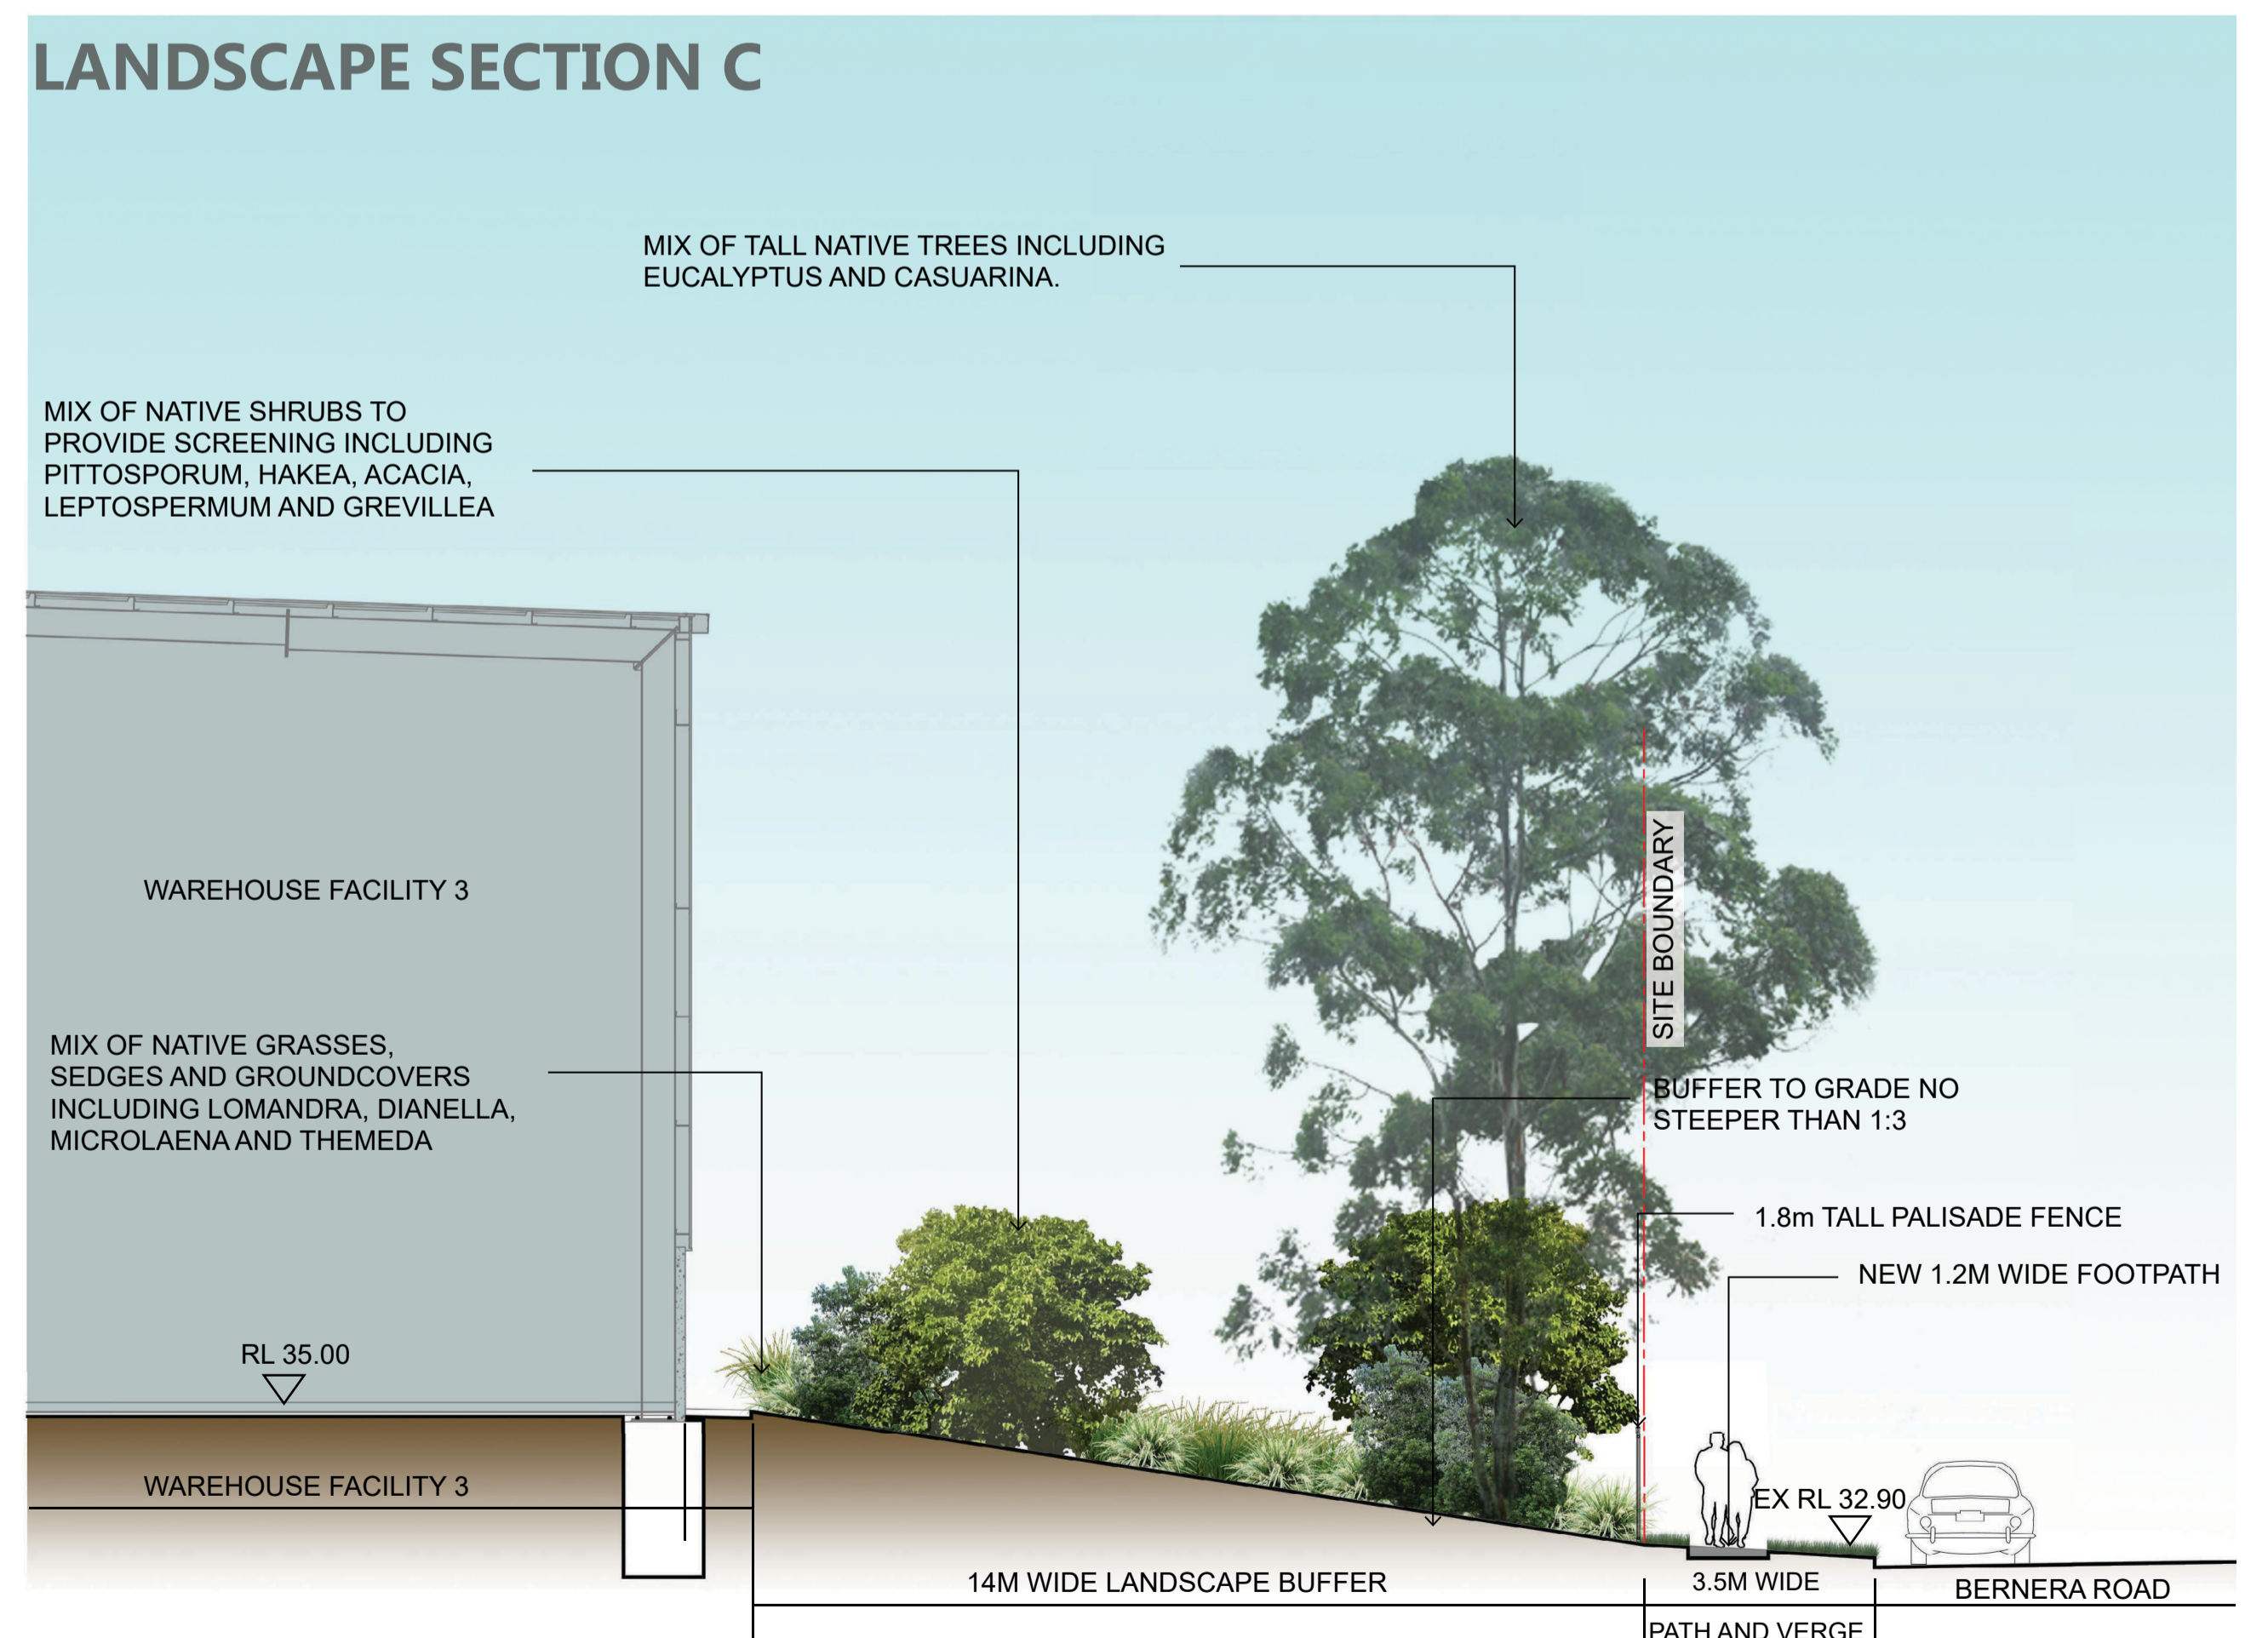 LANDSCAPE SECTION C
MIX OF TALL NATIVE TREES INCLUDING
EUCALYPTUS AND CASUARINA.
MIX OF NATIVE SHRUBS TO
PROVIDE SCREENING INCLUDING
PITTOSPORUM, HAKEA, ACACIA,
LEPTOSPERMUM AND GREVILLEA
WAREHOUSE FACILITY 3
SITE BOUNDARY
MIX OF NATIVE GRASSES,
SEDGES AND GROUNDCOVERS
INCLUDING LOMANDRA, DIANELLA,
MICROLAENA AND THEMEDA
BUFFER TO GRADE NO
STEEPER THAN 1:3
1.8m TALL PALISADE FENCE
NEW 1.2M WIDE FOOTPATH
RL 35.00
WAREHOUSE FACILITY 3
EX RL 32.90
14M WIDE LANDSCAPE BUFFER
3.5M WIDE
PATH AND VERGE
BERNERA ROAD